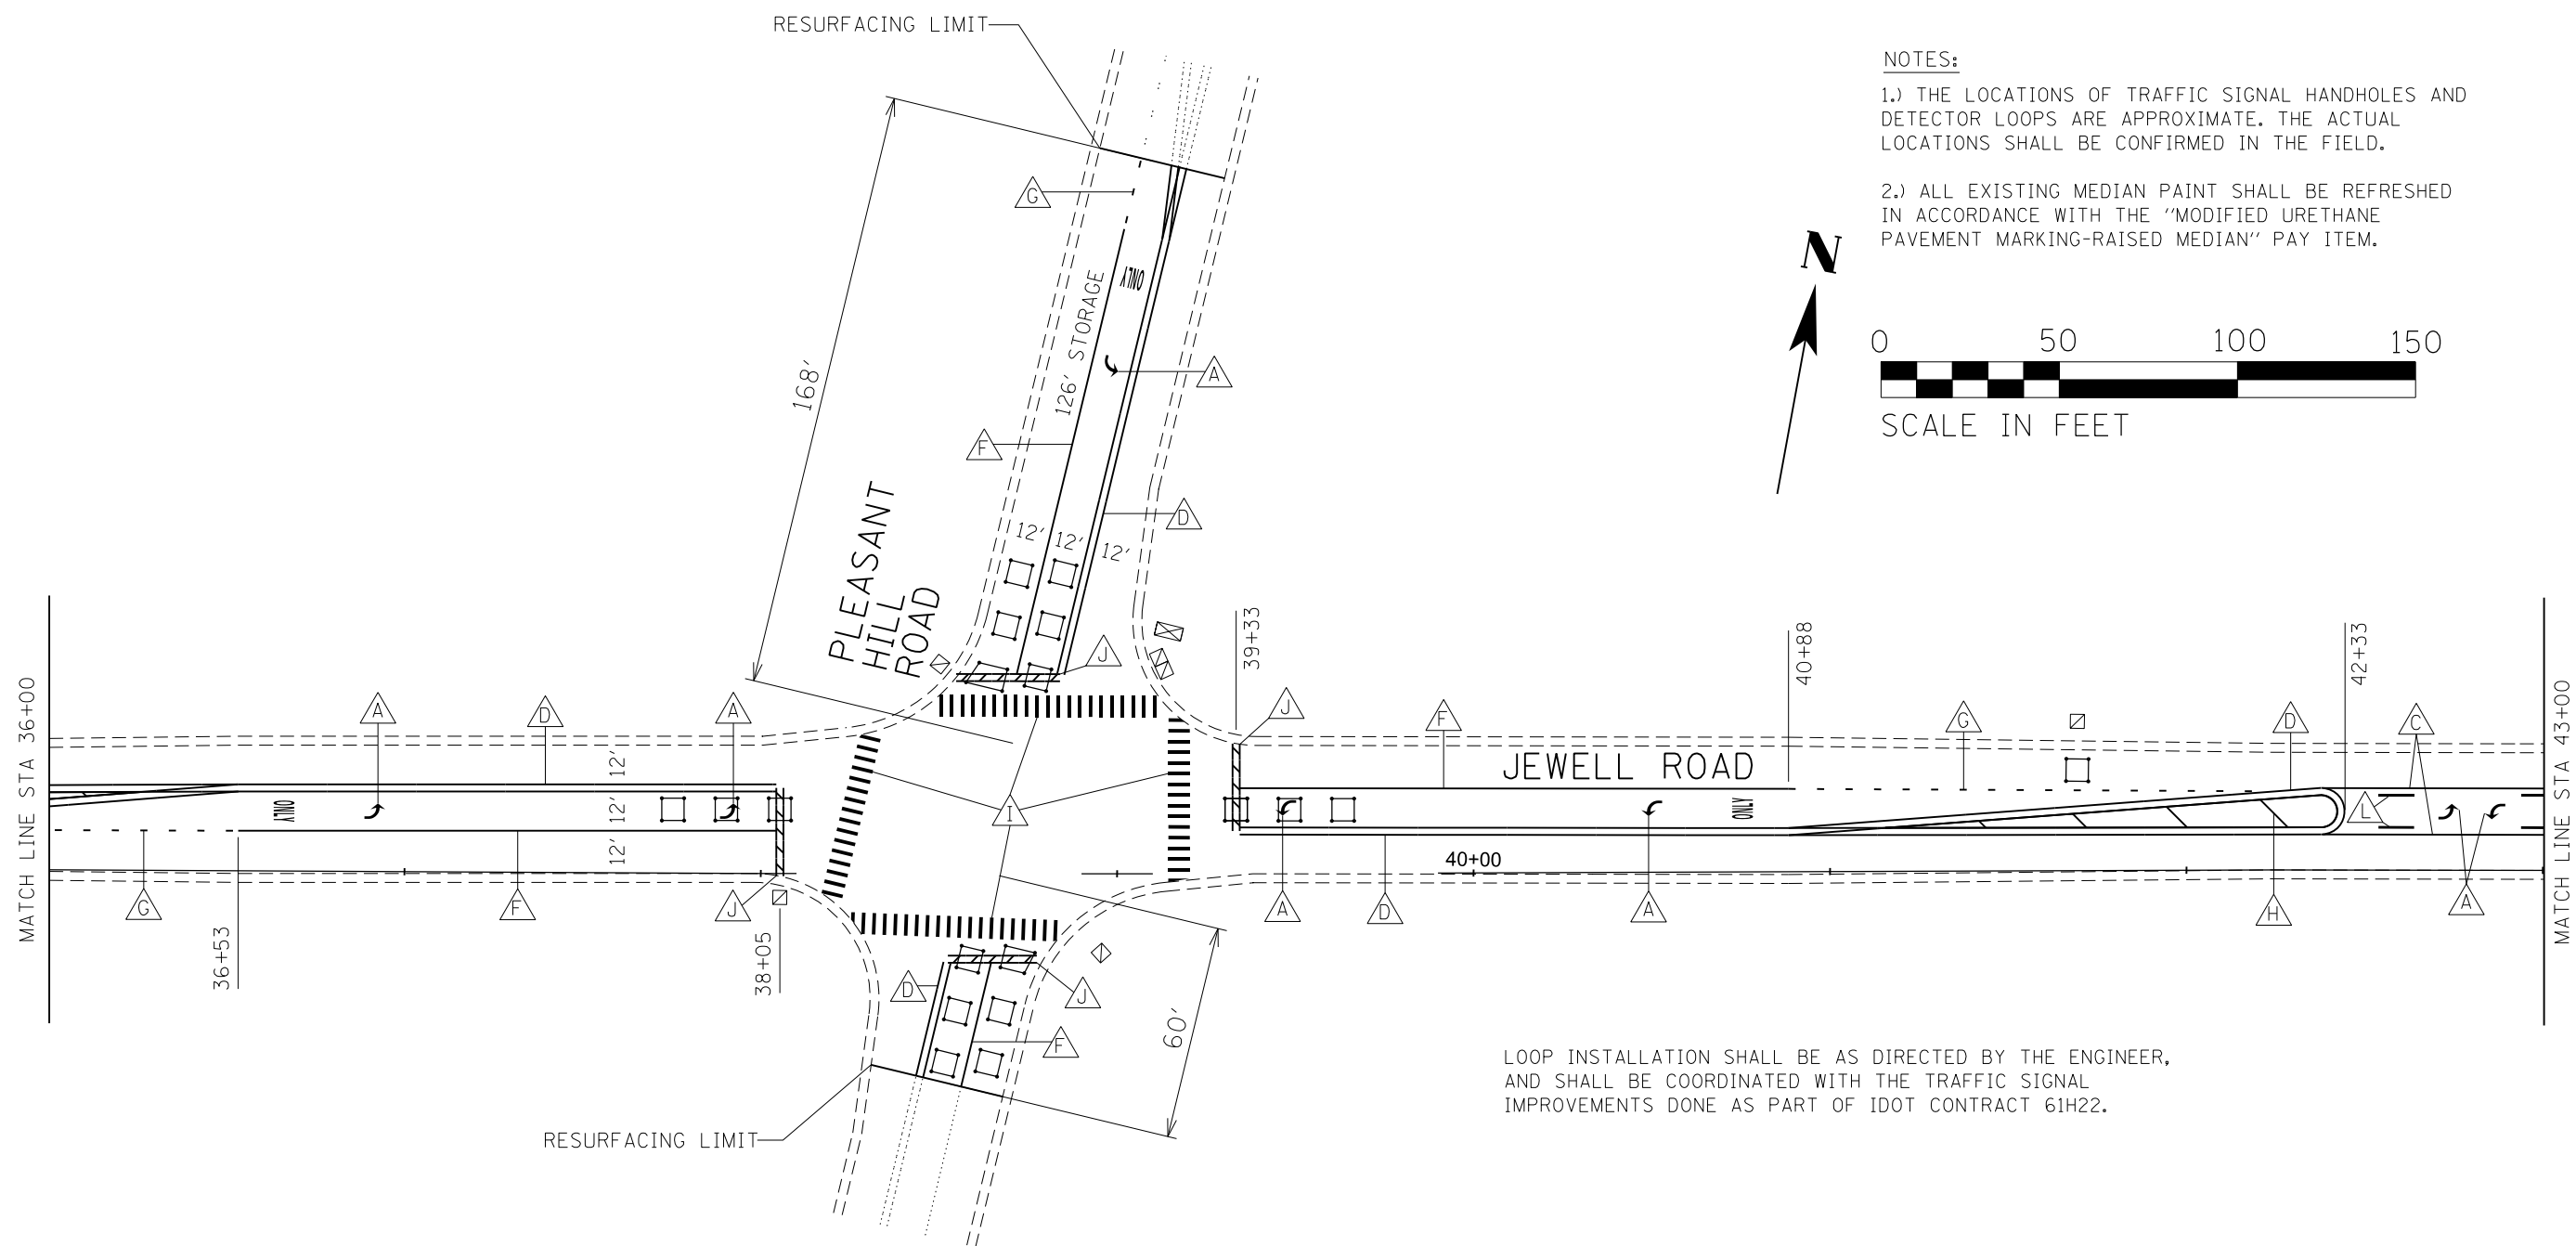 RESURFACING LIMIT
NOTES:
1.) THE LOCATIONS OF TRAFFIC SIGNAL HANDHOLES AND
DETECTOR LOOPS ARE APPROXIMATE. THE ACTUAL
LOCATIONS SHALL BE CONFIRMED IN THE FIELD.
2.) ALL EXISTING MEDIAN PAINT SHALL BE REFRESHED
IN ACCORDANCE WITH THE "MODIFIED URETHANE
PAVEMENT MARKING-RAISED MEDIAN" PAY ITEM.
N
0 50 100 150
SCALE IN FEET
G
ONLY
168'
126' STORAGE
A
F
D
12' 12' 12'
PLEASANT
HILL
ROAD
J
39+33
40+88
42+33
MATCH LINE STA 36+00
A D A
J
F
G
D
C
MATCH LINE STA 43+00
12'
12'
12'
ONLY
JEWELL ROAD
I
ONLY
L
40+00
G
F
J
A
D
A
H
A
36+53
38+05
D
J
F
60'
LOOP INSTALLATION SHALL BE AS DIRECTED BY THE ENGINEER,
AND SHALL BE COORDINATED WITH THE TRAFFIC SIGNAL
IMPROVEMENTS DONE AS PART OF IDOT CONTRACT 61H22.
RESURFACING LIMIT